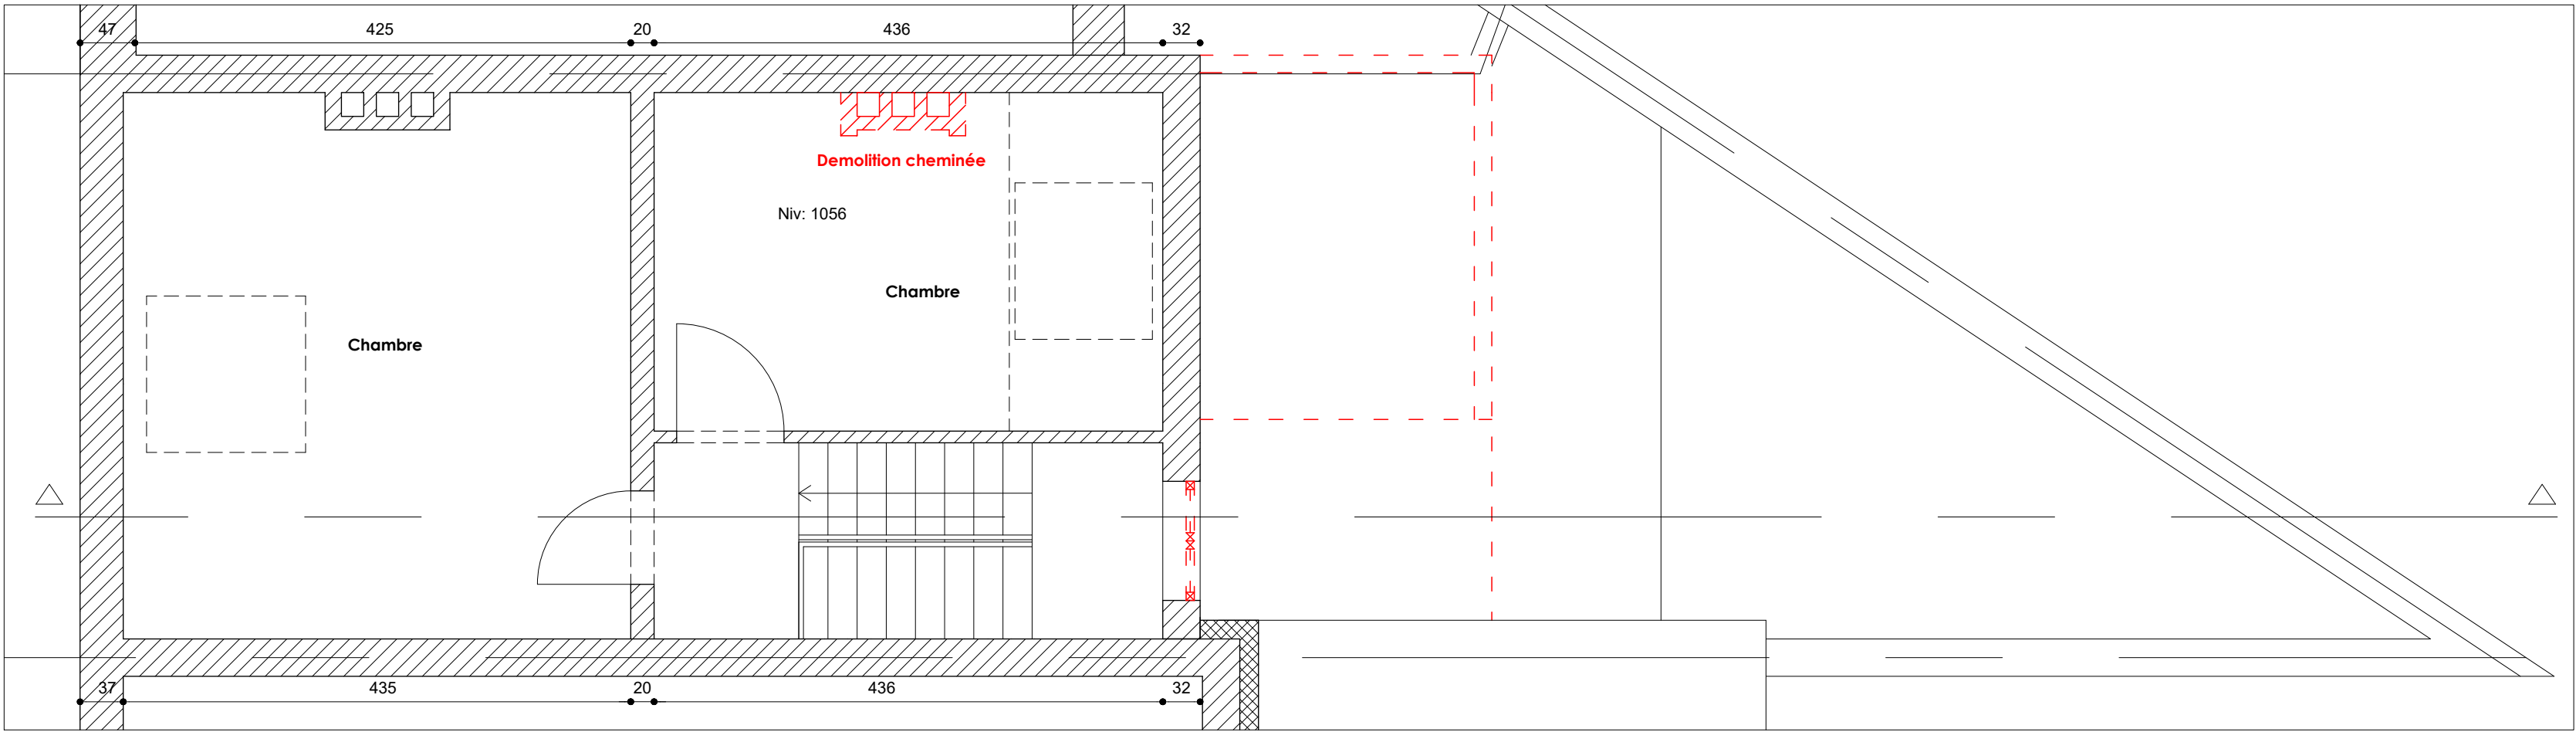 47 425 20 436 32
Demolition cheminée
Niv: 1056
Chambre
Chambre
37 435 20 436 32